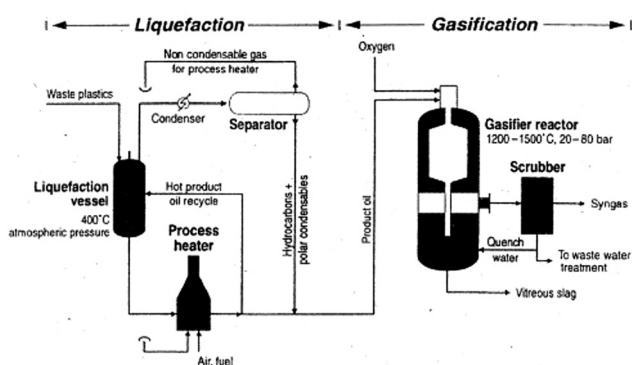 Liquefaction
Gasification
Non condensable gas
for process heater
Oxygen
Waste plastics
Condenser
Separator
Gasifier reactor
1200–1500°C, 20–80 bar
Scrubber
Liquefaction
vessel
400°C
atmospheric pressure
Hot product
oil recycle
Process
heater
Hydrocarbons +
polar condensables
Product oil
Syngas
Quench
water
To waste water
treatment
Vitreous slag
Air, fuel